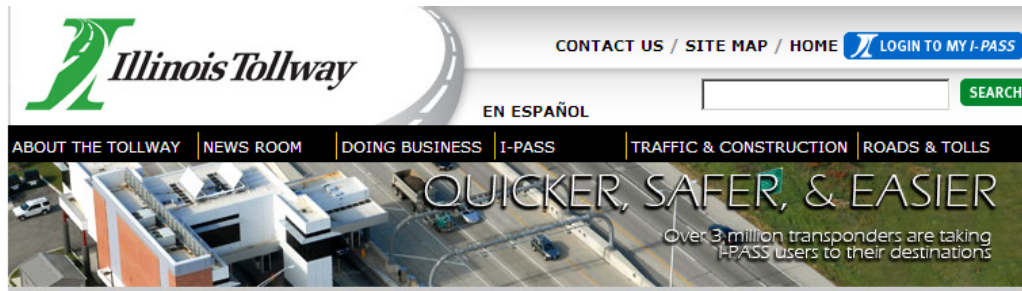 Illinois Tollway
CONTACT US / SITE MAP / HOME
LOGIN TO MY I-PASS
EN ESPAÑOL
SEARCH
ABOUT THE TOLLWAY NEWS ROOM DOING BUSINESS I-PASS TRAFFIC & CONSTRUCTION ROADS & TOLLS
QUICKER, SAFER, & EASIER
Over 3 million transponders are taking
I-PASS users to their destinations